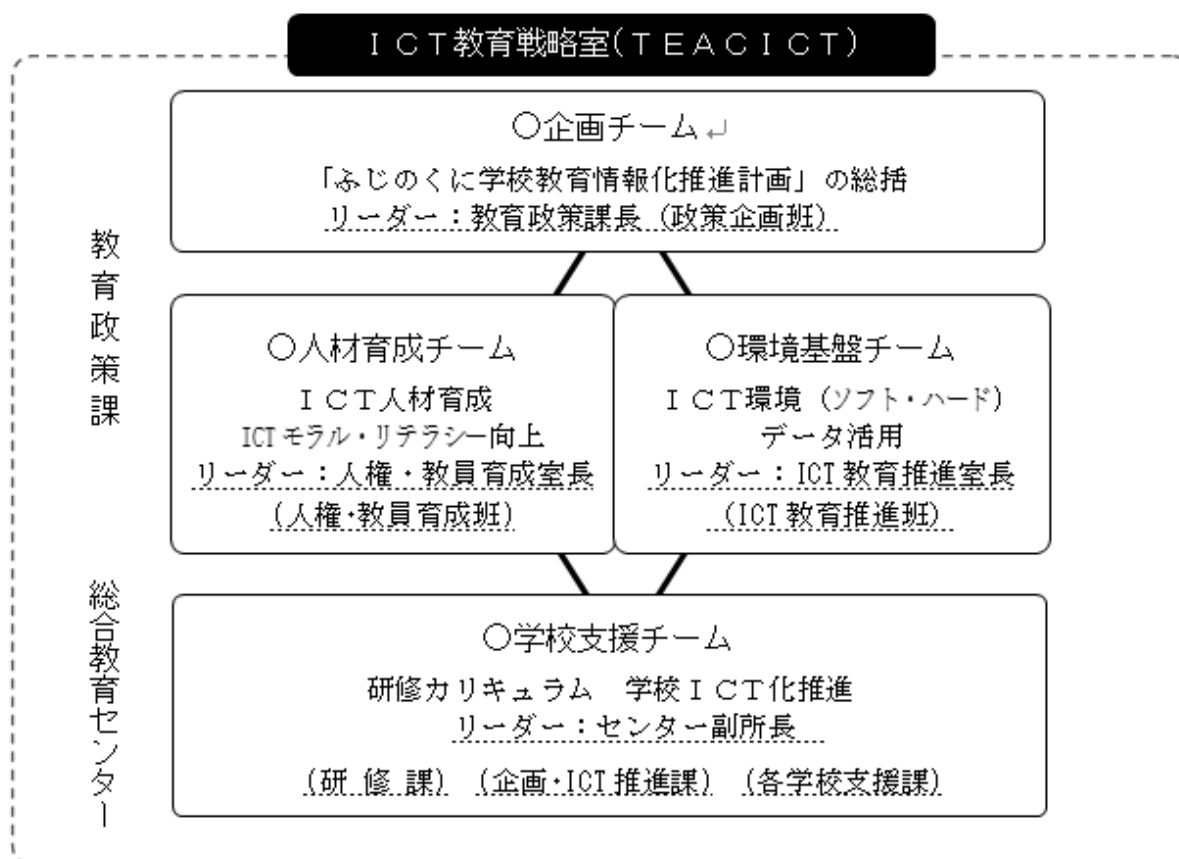 ＩＣＴ教育戦略室(ＴＥＡＣＩＣＴ)
教育政策課
〇企画チーム↵
「ふじのくに学校教育情報化推進計画」の総括
リーダー：教育政策課長（政策企画班）
〇人材育成チーム
ＩＣＴ人材育成
ICTモラル・リテラシー向上
リーダー：人権・教員育成室長
（人権・教員育成班）
〇環境基盤チーム
ＩＣＴ環境（ソフト・ハード）
データ活用
リーダー：ICT教育推進室長
（ICT教育推進班）
総合教育センター
〇学校支援チーム
研修カリキュラム　学校ＩＣＴ化推進
リーダー：センター副所長
（研 修 課）（企画・ICT推進課）（各学校支援課）